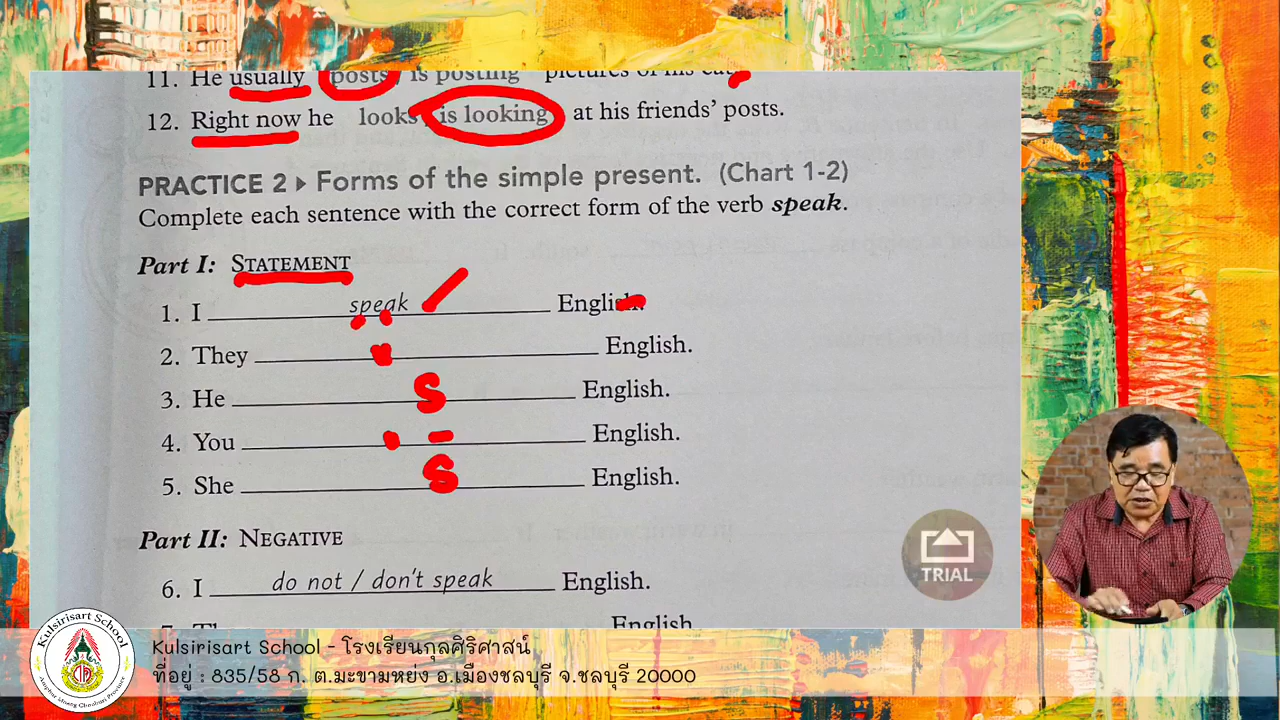 11. He usually posts is posting pictures of his cat.
12. Right now he looks is looking at his friends' posts.
PRACTICE 2 ▸ Forms of the simple present. (Chart 1-2)
Complete each sentence with the correct form of the verb speak.
Part I: STATEMENT
1. I speak English.
2. They English.
3. He S English.
4. You English.
5. She S English.
Part II: NEGATIVE
6. I do not / don't speak English.
English.
TRIAL
Kulsirisart School
Kulsirisart School - โรงเรียนกุลศิริศาสน์
ที่อยู่ : 835/58 ก. ต.มะขามหย่ง อ.เมืองชลบุรี จ.ชลบุรี 20000